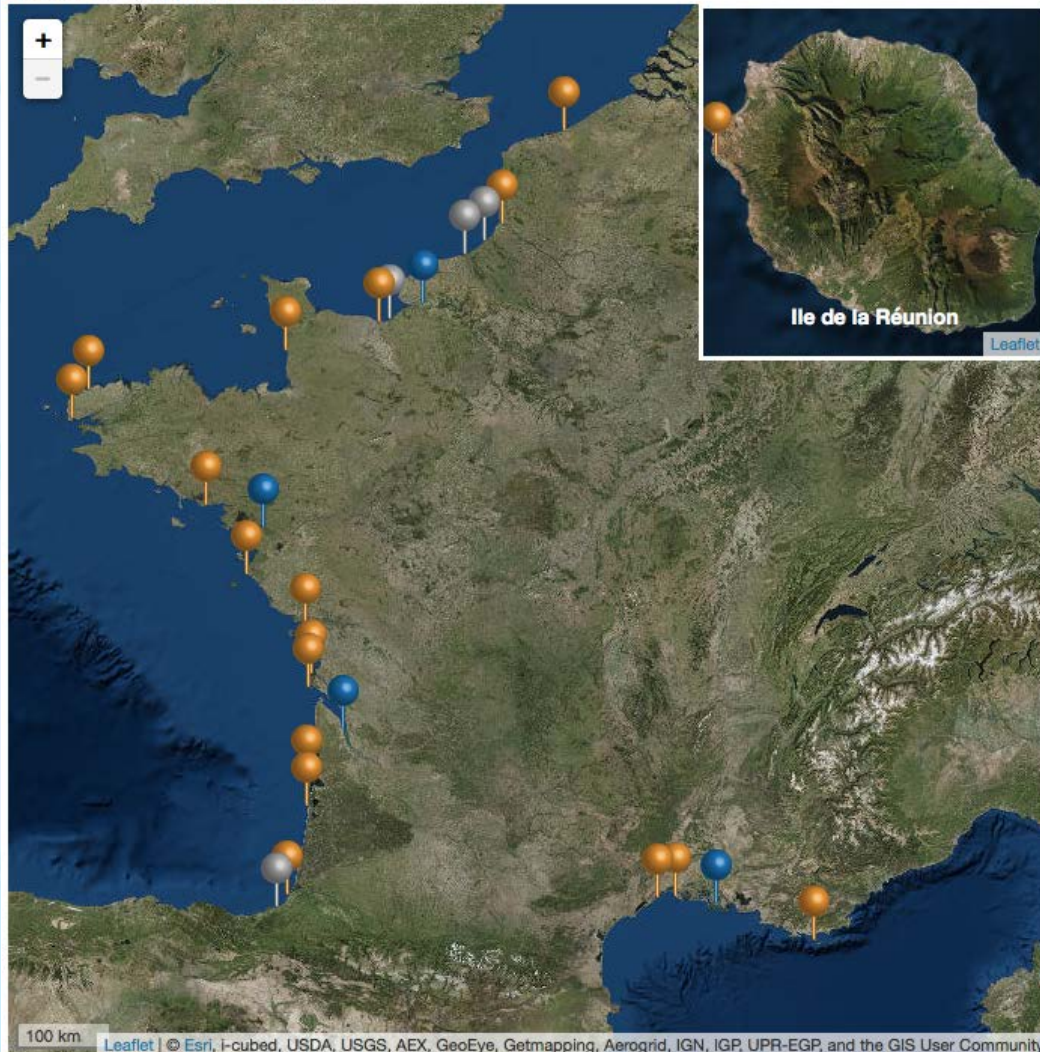 +
−
Ile de la Réunion
Leaflet
100 km
Leaflet | © Esri, i-cubed, USDA, USGS, AEX, GeoEye, Getmapping, Aerogrid, IGN, IGP, UPR-EGP, and the GIS User Community